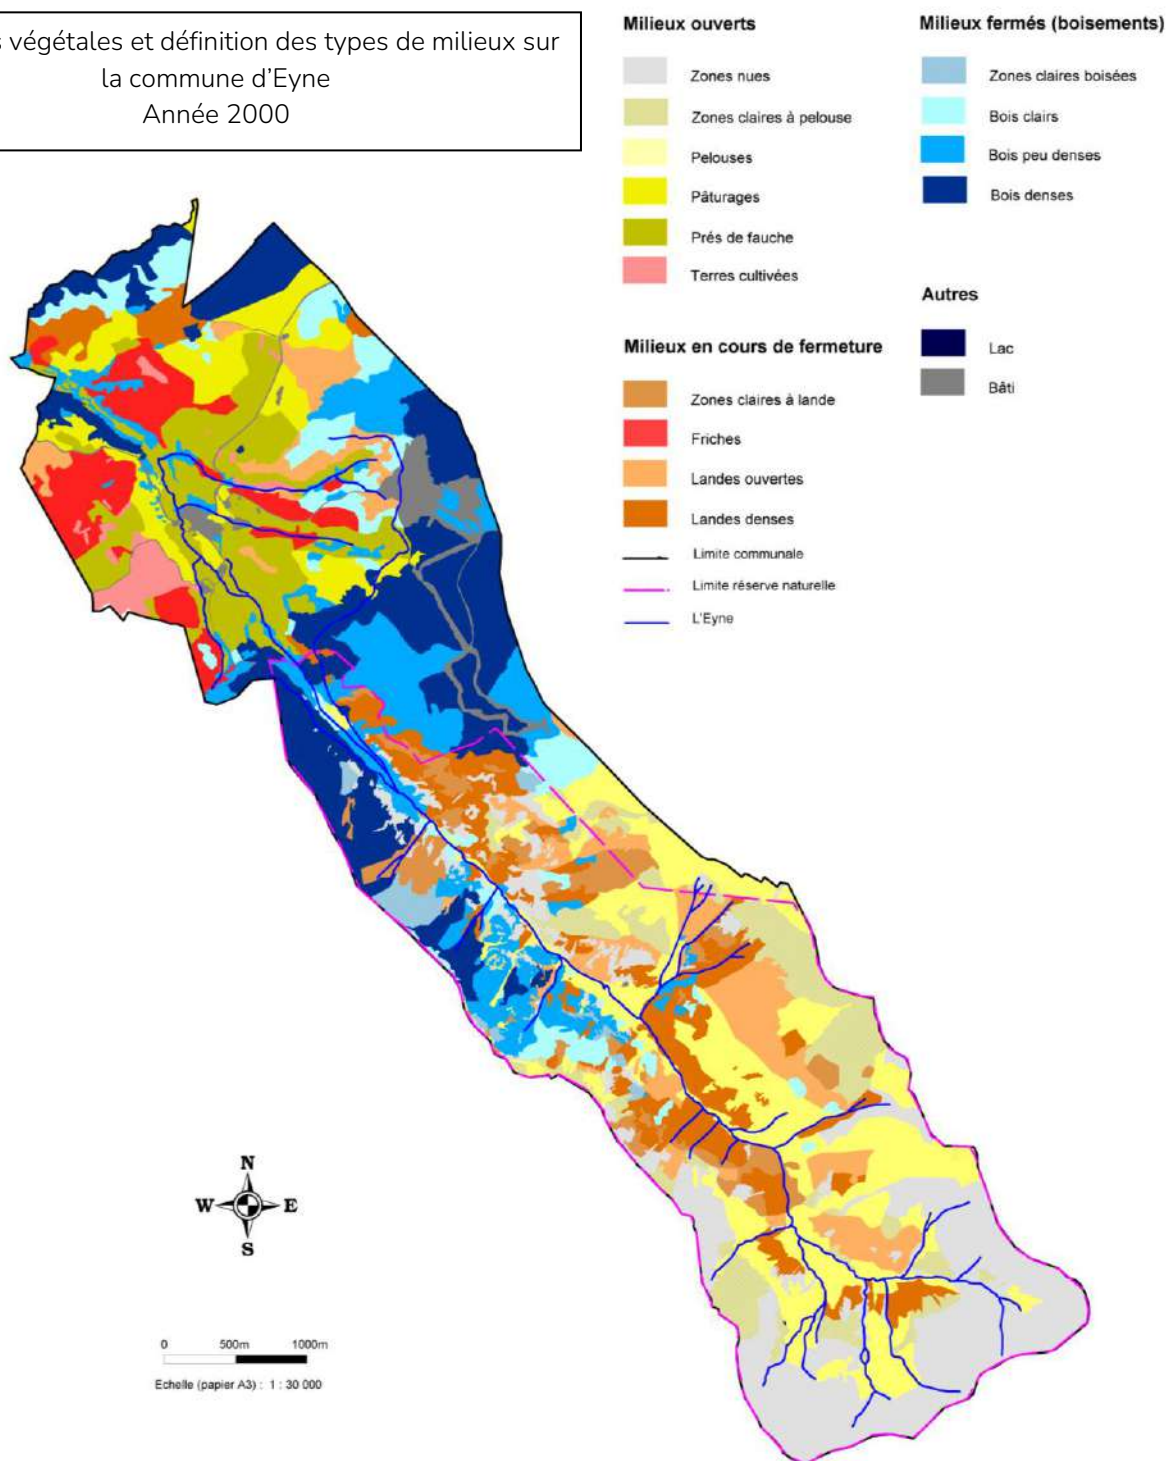 végétales et définition des types de milieux sur
la commune d'Eyne
Année 2000
Milieux ouverts
Zones nues
Zones claires à pelouse
Pelouses
Pâturages
Prés de fauche
Terres cultivées
Milieux en cours de fermeture
Zones claires à lande
Friches
Landes ouvertes
Landes denses
Limite communale
Limite réserve naturelle
L'Eyne
Milieux fermés (boisements)
Zones claires boisées
Bois clairs
Bois peu denses
Bois denses
Autres
Lac
Bâti
N
W E
S
0 500m 1000m
Echelle (papier A3) : 1 : 30 000